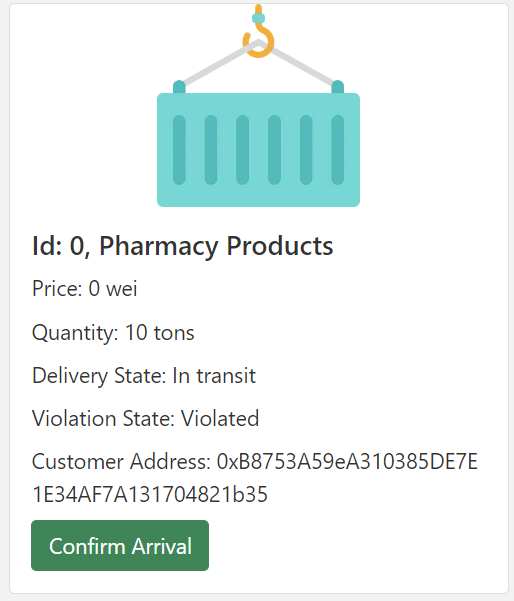 Id: 0, Pharmacy Products
Price: 0 wei
Quantity: 10 tons
Delivery State: In transit
Violation State: Violated
Customer Address: 0xB8753A59eA310385DE7E
1E34AF7A131704821b35
Confirm Arrival